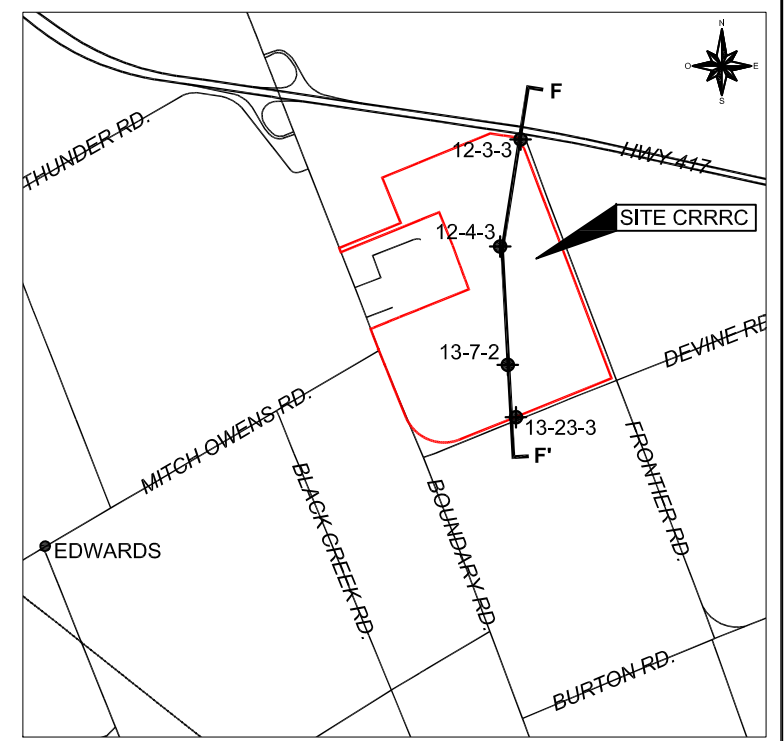 N
O
E
S
F
THUNDER RD.
12-3-3
HWY 417
SITE CRRRC
12-4-3
DEVINE RD
13-7-2
MITCH OWENS RD.
13-23-3
F'
FRONTIER RD.
BLACK CREEK RD.
BOUNDARY RD.
EDWARDS
BURTON RD.